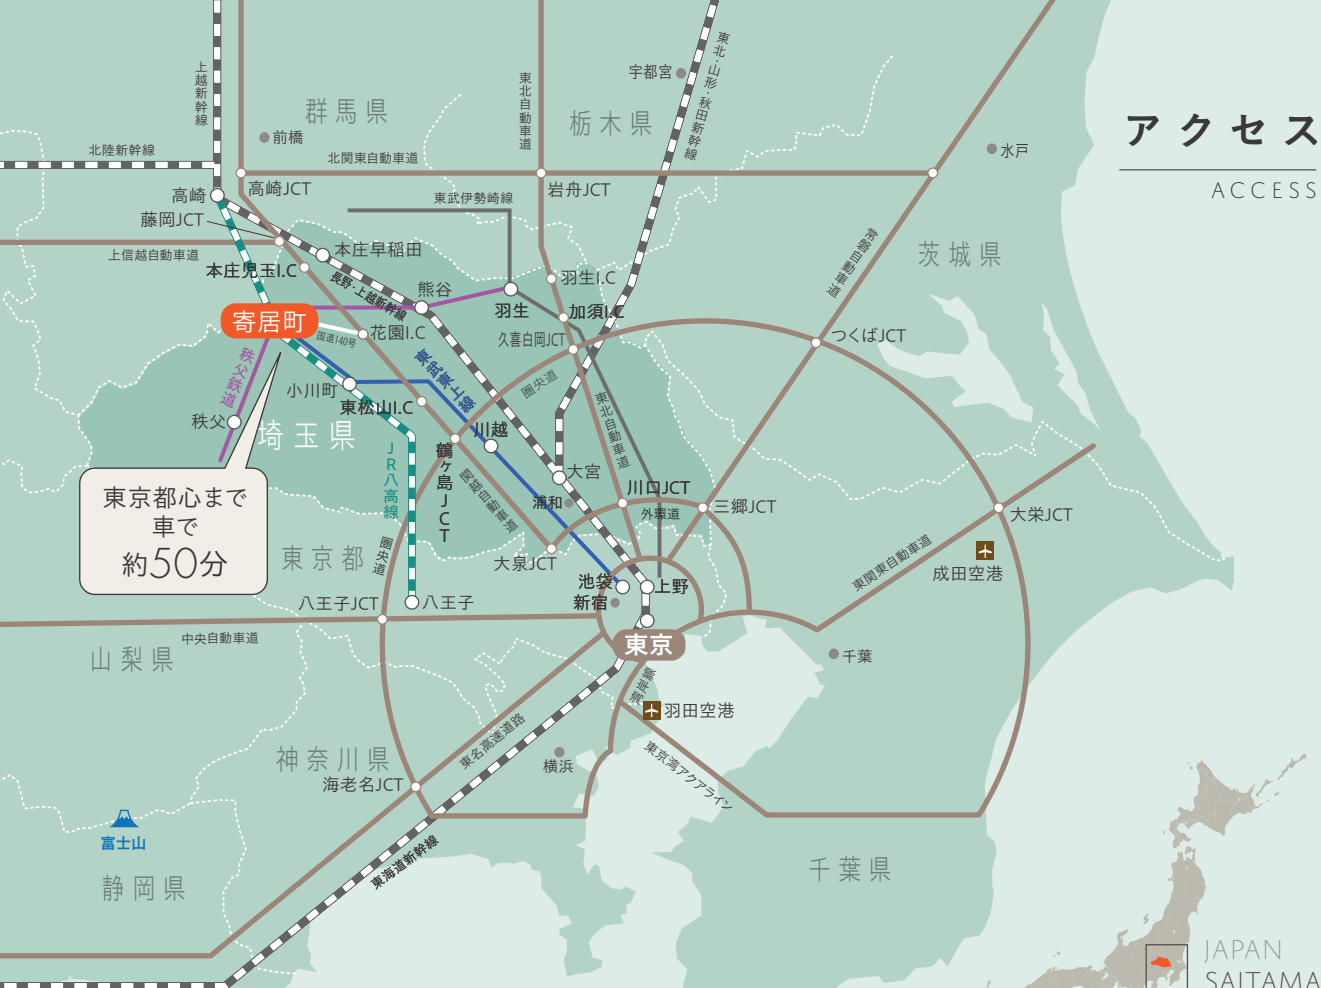 アクセス
ACCESS
上越新幹線
北陸新幹線
群馬県
前橋
北関東自動車道
東北自動車道
栃木県
宇都宮
東北・山形・秋田新幹線
水戸
高崎
高崎JCT
藤岡JCT
上信越自動車道
東武伊勢崎線
岩舟JCT
本庄早稲田
本庄児玉I.C
長野・上越新幹線
熊谷
羽生I.C
羽生
加須I.C
久喜白岡JCT
常磐自動車道
茨城県
つくばJCT
寄居町
国道140号
花園I.C
秩父鉄道
小川町
東武東上線
東松山I.C
圏央道
東北自動車道
秩父
埼玉県
川越
JR八高線
鶴ヶ島JCT
関越自動車道
大宮
浦和
川口JCT
外環道
三郷JCT
大栄JCT
東京都心まで
車で
約50分
東京都
圏央道
大泉JCT
東関東自動車道
成田空港
池袋
上野
新宿
八王子JCT
八王子
中央自動車道
山梨県
東京
千葉
湾岸線
羽田空港
東名高速道路
横浜
東京湾アクアライン
神奈川県
海老名JCT
富士山
静岡県
東海道新幹線
千葉県
JAPAN
SAITAMA